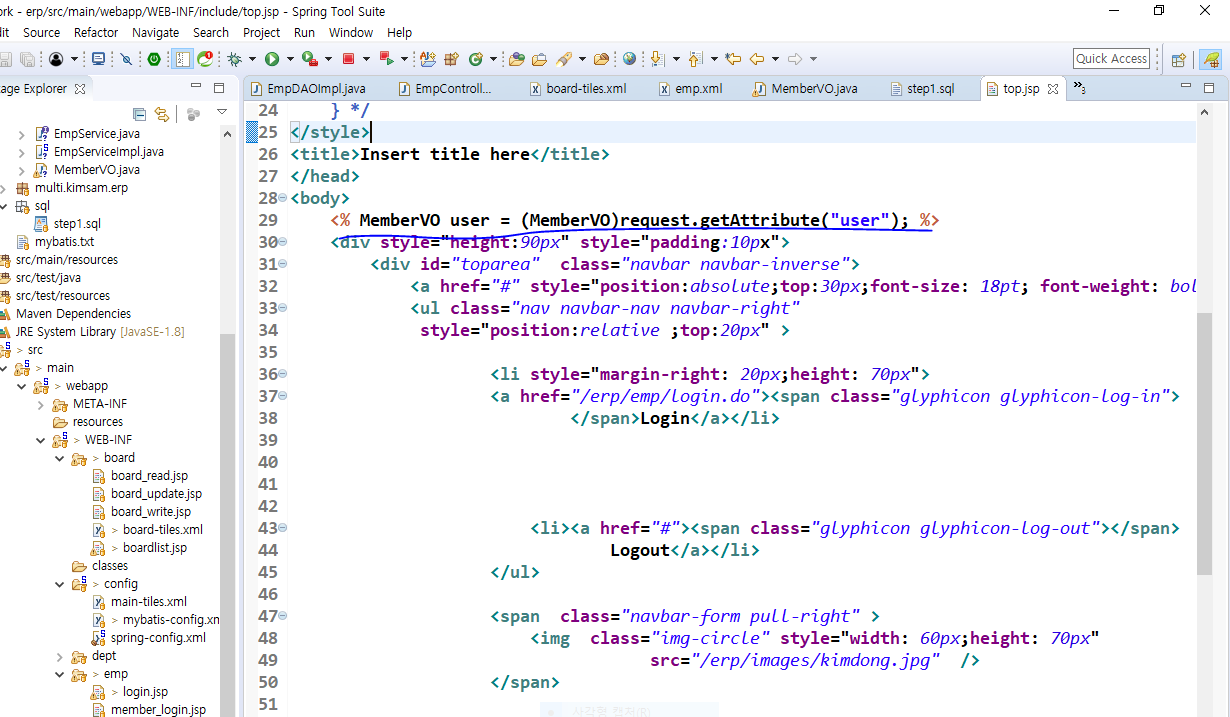 ork - erp/src/main/webapp/WEB-INF/include/top.jsp - Spring Tool Suite
dit Source Refactor Navigate Search Project Run Window Help
Quick Access
kage Explorer
EmpDAOImpl.java EmpControll... board-tiles.xml emp.xml MemberVO.java step1.sql top.jsp »3
EmpService.java
EmpServiceImpl.java
MemberVO.java
multi.kimsam.erp
sql
step1.sql
mybatis.txt
src/main/resources
src/test/java
src/test/resources
Maven Dependencies
JRE System Library [JavaSE-1.8]
> src
> main
> webapp
META-INF
resources
> WEB-INF
> board
board_read.jsp
board_update.jsp
board_write.jsp
> board-tiles.xml
> boardlist.jsp
classes
> config
main-tiles.xml
> mybatis-config.xn
spring-config.xml
dept
> emp
> login.jsp
member_login.jsp
24 } */
25 </style>
26 <title>Insert title here</title>
27 </head>
28 <body>
29 <% MemberVO user = (MemberVO)request.getAttribute("user"); %>
30 <div style="height:90px" style="padding:10px">
31 <div id="toparea" class="navbar navbar-inverse">
32 <a href="#" style="position:absolute;top:30px;font-size: 18pt; font-weight: bol
33 <ul class="nav navbar-nav navbar-right"
34 style="position:relative ;top:20px" >
35
36 <li style="margin-right: 20px;height: 70px">
37 <a href="/erp/emp/login.do"><span class="glyphicon glyphicon-log-in">
38 </span>Login</a></li>
39
40
41
42
43 <li><a href="#"><span class="glyphicon glyphicon-log-out"></span>
44 Logout</a></li>
45 </ul>
46
47 <span class="navbar-form pull-right" >
48 <img class="img-circle" style="width: 60px;height: 70px"
49 src="/erp/images/kimdong.jpg" />
50 </span>
51